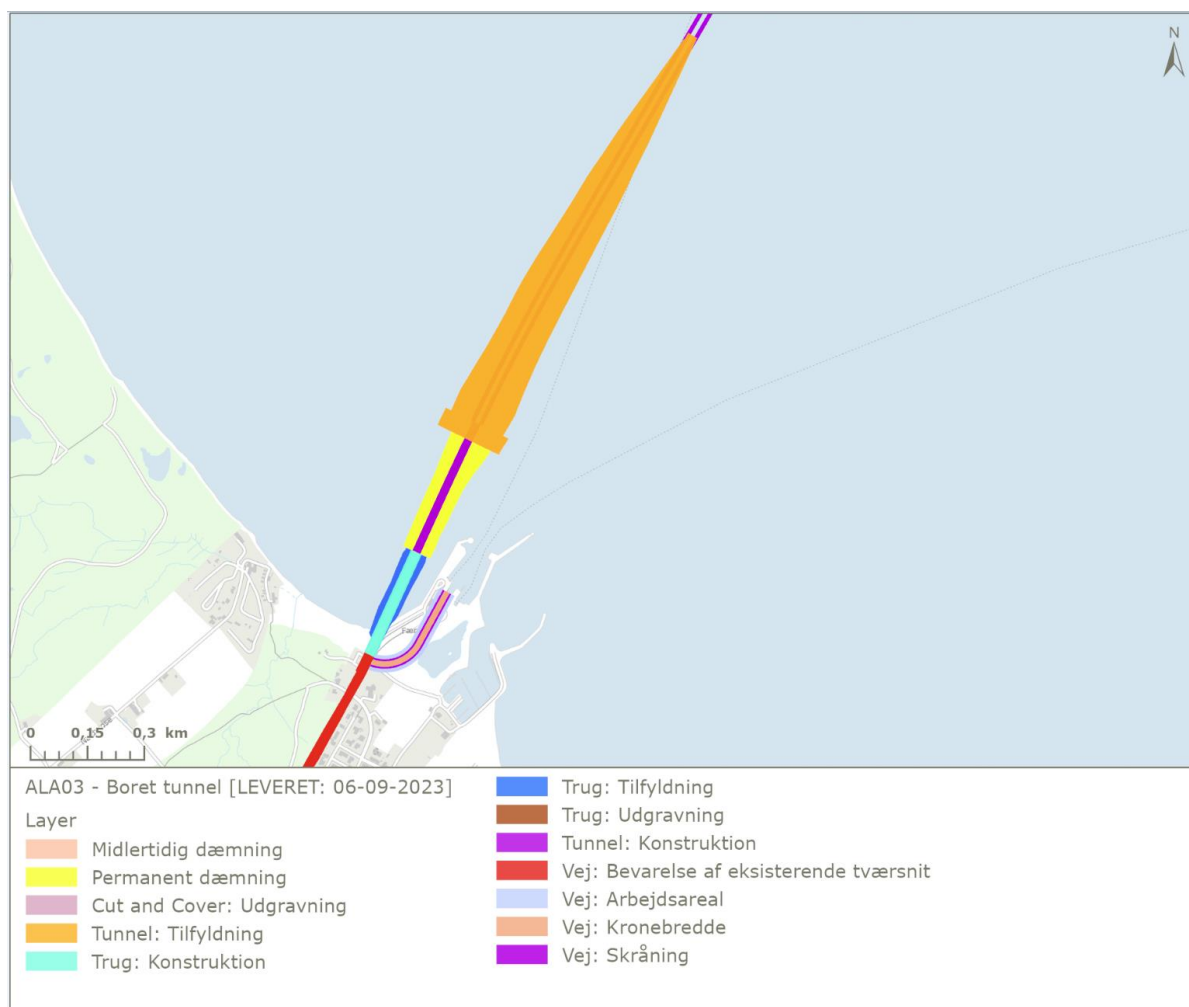 N
Fær
0 0,15 0,3 km
ALA03 - Boret tunnel [LEVERET: 06-09-2023]
Layer
Midlertidig dæmning
Permanent dæmning
Cut and Cover: Udgravning
Tunnel: Tilfyldning
Trug: Konstruktion
Trug: Tilfyldning
Trug: Udgravning
Tunnel: Konstruktion
Vej: Bevarelse af eksisterende tværsnit
Vej: Arbejdsareal
Vej: Kronebredde
Vej: Skråning